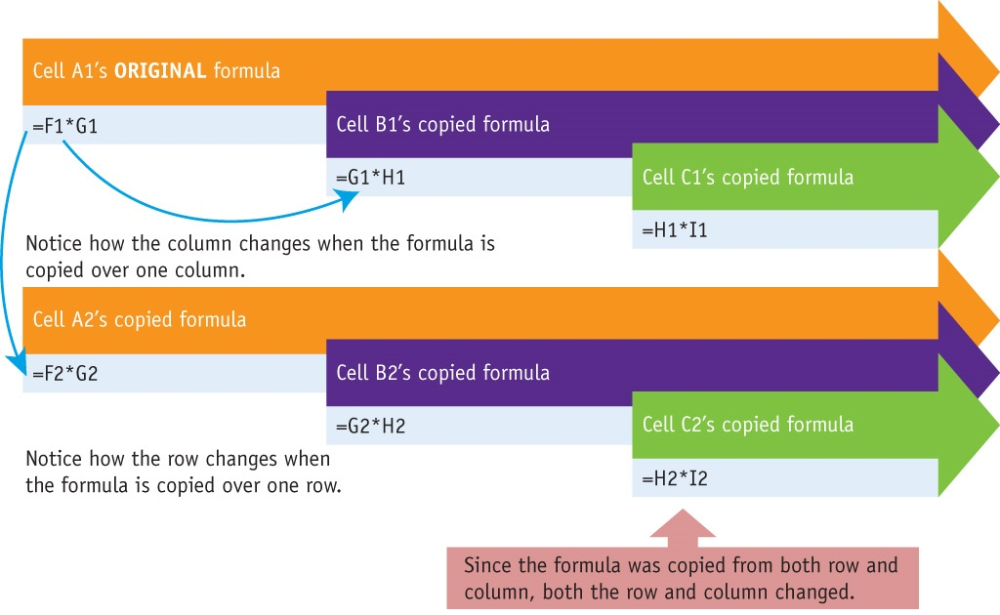 Cell A1's ORIGINAL formula
=F1*G1
Cell B1's copied formula
=G1*H1
Cell C1's copied formula
=H1*I1
Notice how the column changes when the formula is
copied over one column.
Cell A2's copied formula
=F2*G2
Cell B2's copied formula
=G2*H2
Cell C2's copied formula
=H2*I2
Notice how the row changes when
the formula is copied over one row.
Since the formula was copied from both row and
column, both the row and column changed.